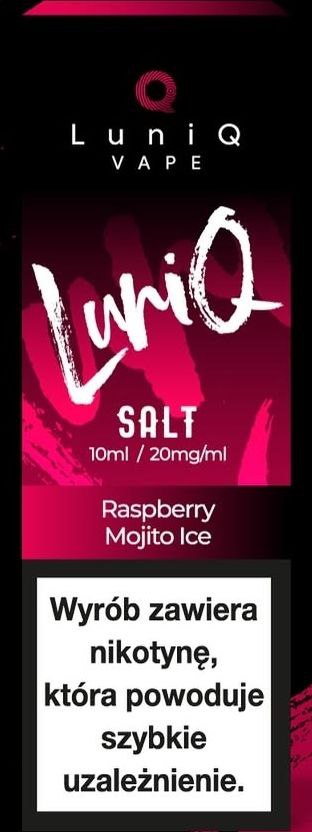 LuniQ
VAPE
LuniQ
SALT
10ml / 20mg/ml
Raspberry
Mojito Ice
Wyrób zawiera
nikotynę,
która powoduje
szybkie
uzależnienie.